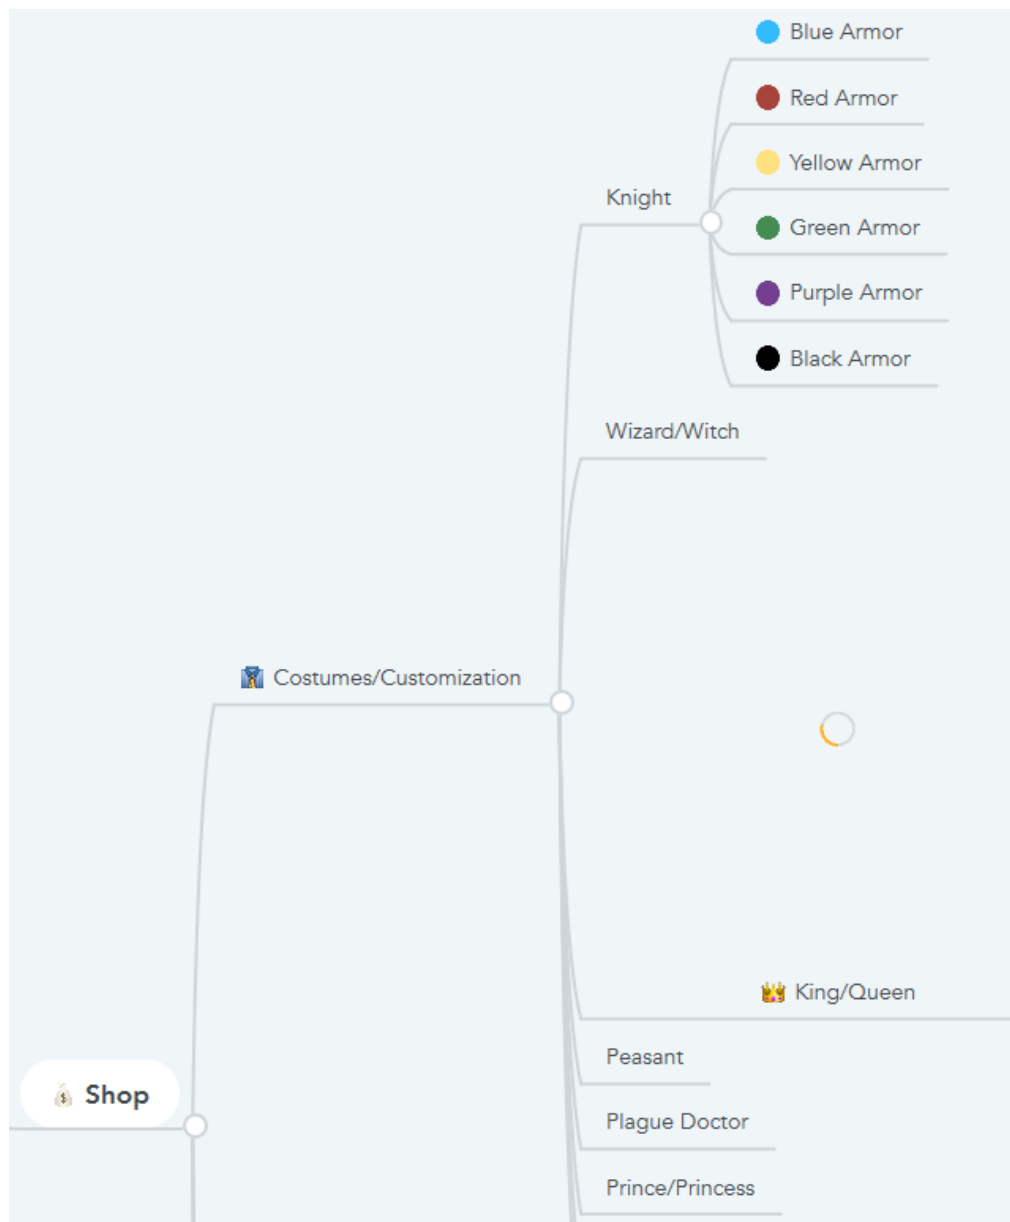 Blue Armor
Red Armor
Yellow Armor
Knight
Green Armor
Purple Armor
Black Armor
Wizard/Witch
Costumes/Customization
King/Queen
Peasant
Shop
Plague Doctor
Prince/Princess